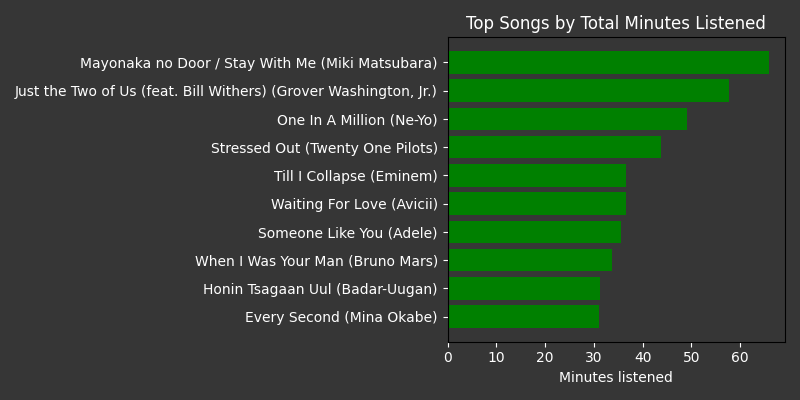 Top Songs by Total Minutes Listened
Mayonaka no Door / Stay With Me (Miki Matsubara)
Just the Two of Us (feat. Bill Withers) (Grover Washington, Jr.)
One In A Million (Ne-Yo)
Stressed Out (Twenty One Pilots)
Till I Collapse (Eminem)
Waiting For Love (Avicii)
Someone Like You (Adele)
When I Was Your Man (Bruno Mars)
Honin Tsagaan Uul (Badar-Uugan)
Every Second (Mina Okabe)
0 10 20 30 40 50 60
Minutes listened